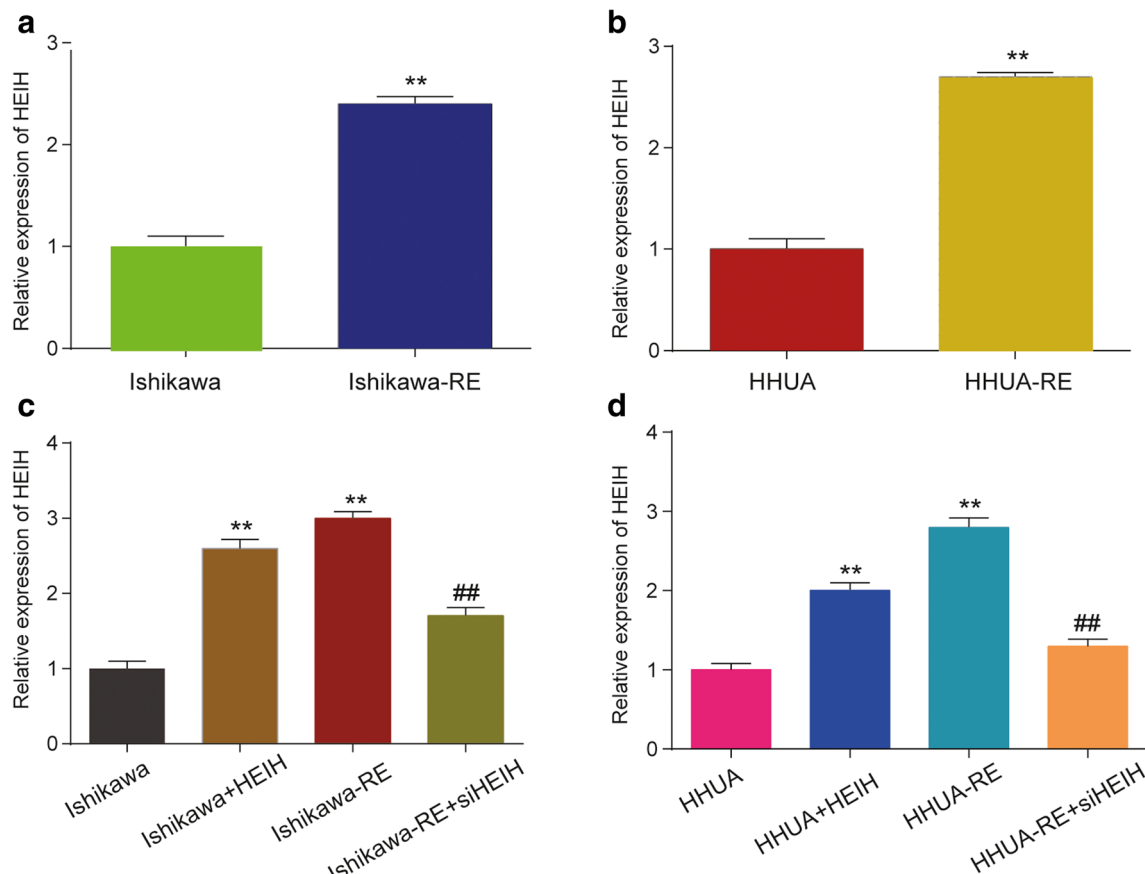 a
Relative expression of HEIH
3
2
1
0
**
Ishikawa
Ishikawa-RE
b
Relative expression of HEIH
3
2
1
0
**
HHUA
HHUA-RE
c
Relative expression of HEIH
4
3
2
1
0
**
**
##
Ishikawa
Ishikawa+HEIH
Ishikawa-RE
Ishikawa-RE+siHEIH
d
Relative expression of HEIH
4
3
2
1
0
**
**
##
HHUA
HHUA+HEIH
HHUA-RE
HHUA-RE+siHEIH